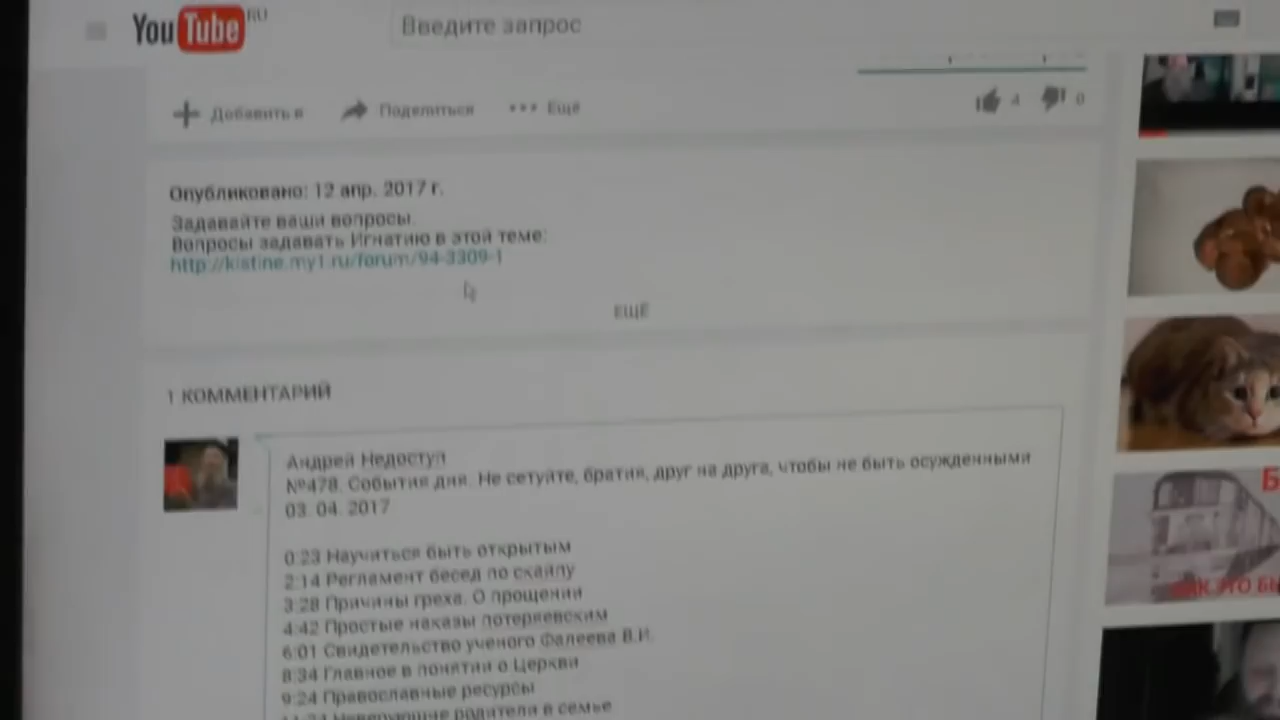 YouTube RU
Введите запрос
Добавить в
Поделиться
Ещё
4
0
Опубликовано: 12 апр. 2017 г.
Задавайте ваши вопросы.
Вопросы задавать Игнатию в этой теме:
http://kistine.my1.ru/forum/94-3309-1
ЕЩЁ
1 КОММЕНТАРИЙ
Андрей Недоступ
№478. События дня. Не сетуйте, братия, друг на друга, чтобы не быть осужденными
03. 04. 2017
0:23 Научиться быть открытым
2:14 Регламент бесед по скайпу
3:28 Причины греха. О прощении
4:42 Простые наказы потеряевским
6:01 Свидетельство ученого Фалеева В.И.
8:34 Главное в понятии о Церкви
9:24 Православные ресурсы
Неверующие родители в семье